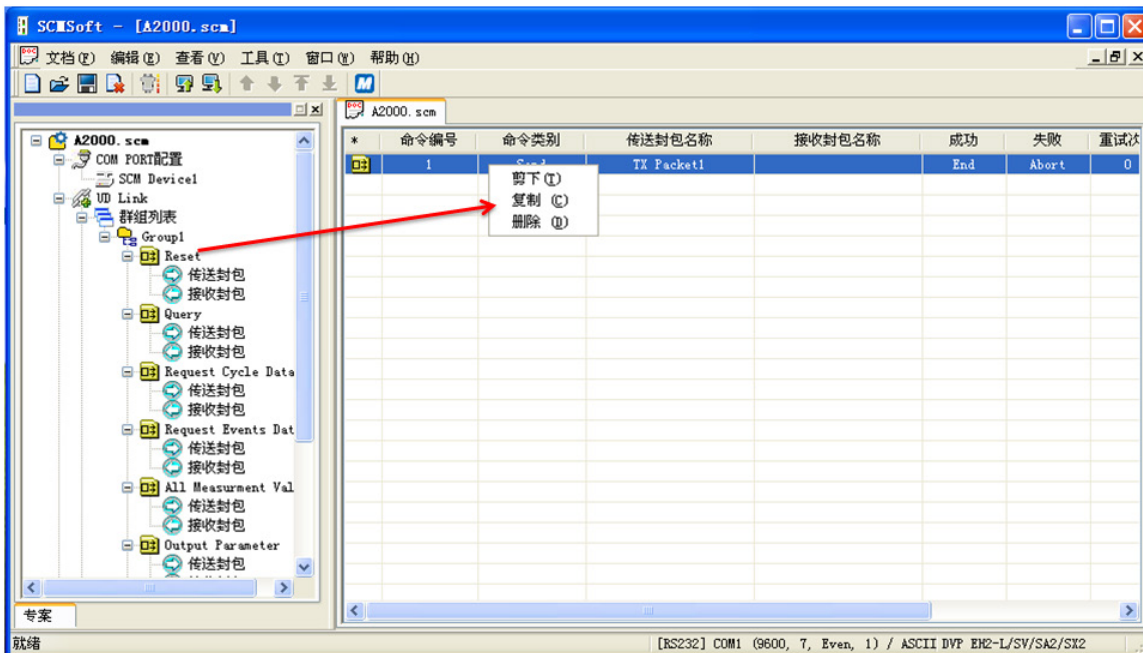 SCMSoft - [A2000.scm]
文档(F) 编辑(E) 查看(V) 工具(T) 窗口(W) 帮助(H)
A2000.scm
COM PORT配置
SCM Device1
UD Link
群组列表
Group1
Reset
传送封包
接收封包
Query
传送封包
接收封包
Request Cycle Data
传送封包
接收封包
Request Events Dat
传送封包
接收封包
All Measurment Val
传送封包
接收封包
Output Parameter
传送封包
专案
A2000.scm
* 命令编号 命令类别 传送封包名称 接收封包名称 成功 失败 重试次
1 Send TX Packet1 End Abort 0
剪下(T)
复制 (C)
删除 (D)
就绪
[RS232] COM1 (9600, 7, Even, 1) / ASCII DVP EH2-L/SV/SA2/SX2